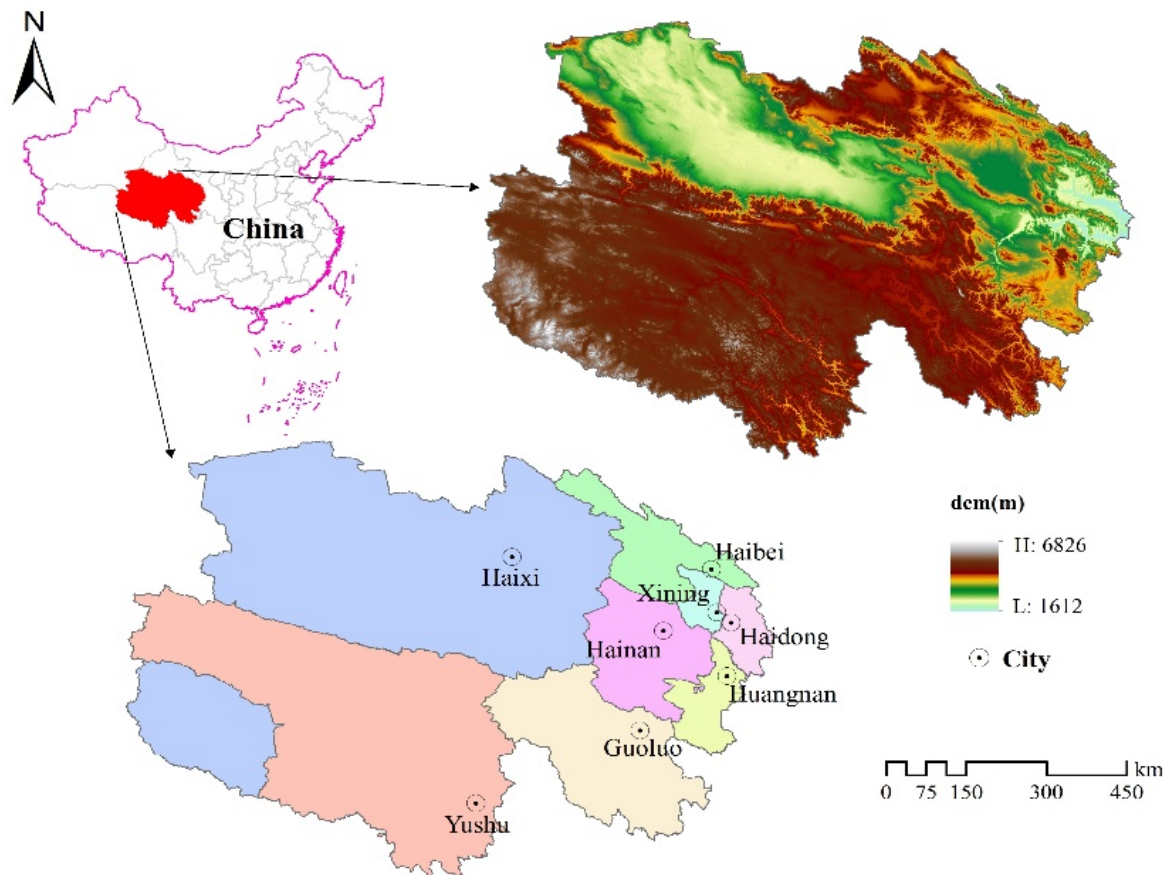 N
China
dem(m)
H: 6826
L: 1612
City
Haibei
Haixi
Xining
Haidong
Hainan
Huangnan
Guoluo
Yushu
km
0 75 150 300 450